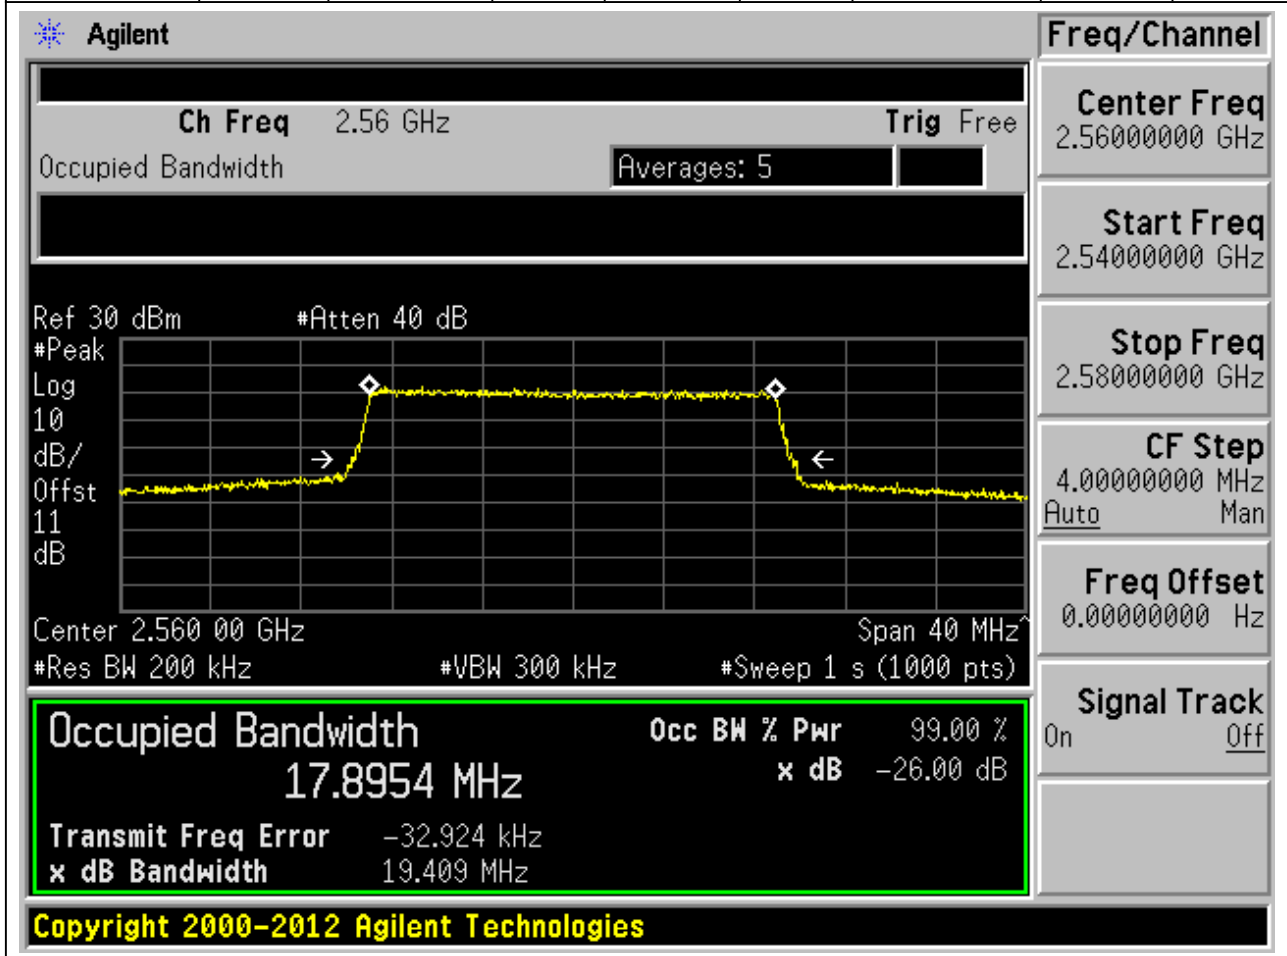 Agilent
Freq/Channel
Ch Freq 2.56 GHz Trig Free
Occupied Bandwidth Averages: 5
Ref 30 dBm #Atten 40 dB
#Peak
Log
10
dB/
Offst
11
dB
Center 2.560 00 GHz Span 40 MHz^
#Res BW 200 kHz #VBW 300 kHz #Sweep 1 s (1000 pts)
Occupied Bandwidth Occ BW % Pwr 99.00 %
17.8954 MHz x dB -26.00 dB
Transmit Freq Error -32.924 kHz
x dB Bandwidth 19.409 MHz
Copyright 2000-2012 Agilent Technologies
Center Freq
2.56000000 GHz
Start Freq
2.54000000 GHz
Stop Freq
2.58000000 GHz
CF Step
4.00000000 MHz
Auto Man
Freq Offset
0.00000000 Hz
Signal Track
On Off